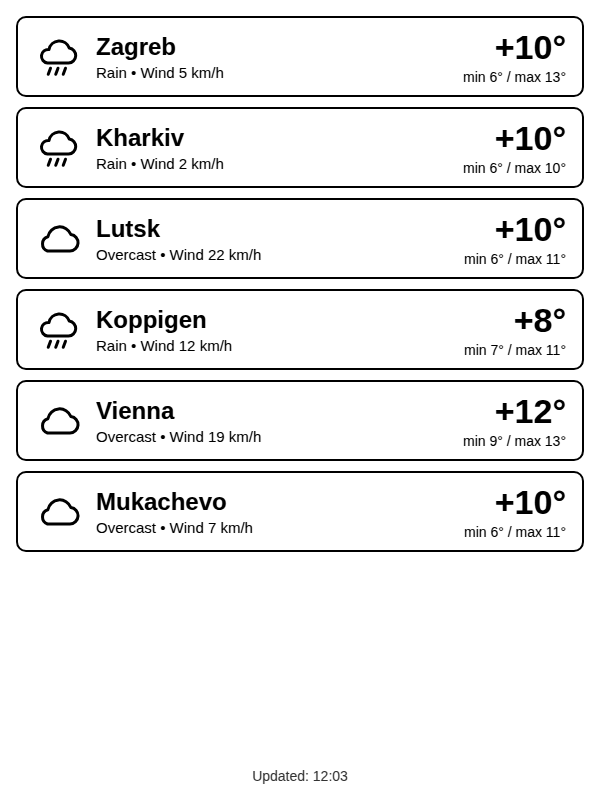 Zagreb
Rain • Wind 5 km/h
+10°
min 6° / max 13°
Kharkiv
Rain • Wind 2 km/h
+10°
min 6° / max 10°
Lutsk
Overcast • Wind 22 km/h
+10°
min 6° / max 11°
Koppigen
Rain • Wind 12 km/h
+8°
min 7° / max 11°
Vienna
Overcast • Wind 19 km/h
+12°
min 9° / max 13°
Mukachevo
Overcast • Wind 7 km/h
+10°
min 6° / max 11°
Updated: 12:03